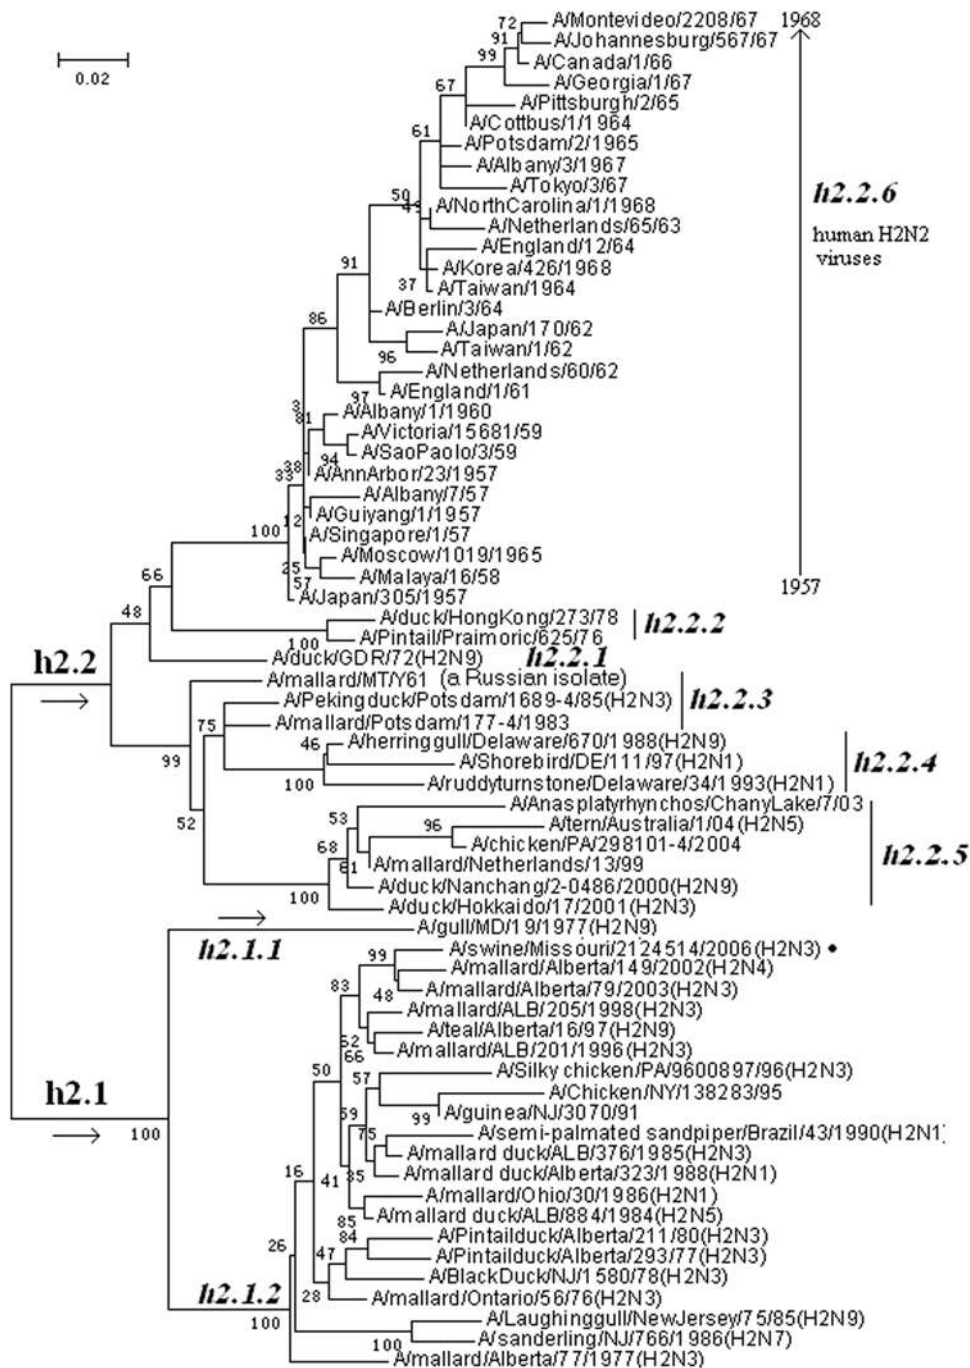 72 A/Montevideo/2208/67 1968
91 A/Johannesburg/567/67
99 A/Canada/1/66
0.02 A/Georgia/1/67
67 A/Pittsburgh/2/65
A/Cottbus/1/1964
61 A/Potsdam/2/1965
A/Albany/3/1967
A/Tokyo/3/67 h2.2.6
50 A/NorthCarolina/1/1968
A/Netherlands/65/63 human H2N2
A/England/12/64 viruses
91 A/Korea/426/1968
37 A/Taiwan/1964
A/Berlin/3/64
86 A/Japan/170/62
96 A/Taiwan/1/62
A/Netherlands/60/62
97 A/England/1/61
3 81 A/Albany/1/1960
A/Victoria/15681/59
94 A/SaoPaolo/3/59
33 38 A/AnnArbor/23/1957
A/Albany/7/57
12 A/Guiyang/1/1957
100 A/Singapore/1/57
A/Moscow/1019/1965
66 25 A/Malaya/16/58
57 A/Japan/305/1957 1957
48 A/duck/HongKong/273/78 h2.2.2
100 A/Pintail/Praimoric/625/76
h2.2 A/duck/GDR/72(H2N9) h2.2.1
A/mallard/MT/Y61 (a Russian isolate)
A/Pekingduck/Potsdam/1689-4/85(H2N3) h2.2.3
75 A/mallard/Potsdam/177-4/1983
46 A/herringgull/Delaware/670/1988(H2N9)
99 A/Shorebird/DE/111/97(H2N1) h2.2.4
100 A/ruddyturnstone/Delaware/34/1993(H2N1)
A/Anasplatyrhynchos/ChanyLake/7/03
52 53 96 A/tern/Australia/1/04(H2N5)
68 A/chicken/PA/298101-4/2004 h2.2.5
61 A/mallard/Netherlands/13/99
A/duck/Nanchang/2-0486/2000(H2N9)
100 A/duck/Hokkaido/17/2001(H2N3)
A/gull/MD/19/1977(H2N9)
h2.1.1 99 A/swine/Missouri/2124514/2006(H2N3)
A/mallard/Alberta/149/2002(H2N4)
83 48 A/mallard/Alberta/79/2003(H2N3)
A/mallard/ALB/205/1998(H2N3)
A/teal/Alberta/16/97(H2N9)
52 66 A/mallard/ALB/201/1996(H2N3)
50 57 A/Silky chicken/PA/9600897/96(H2N3)
h2.1 A/Chicken/NY/138283/95
59 99 A/guinea/NJ/3070/91
100 75 A/semi-palmated sandpiper/Brazil/43/1990(H2N1)
A/mallard duck/ALB/376/1985(H2N3)
16 41 35 A/mallard duck/Alberta/323/1988(H2N1)
A/mallard/Ohio/30/1986(H2N1)
85 A/mallard duck/ALB/884/1984(H2N5)
84 A/Pintailduck/Alberta/211/80(H2N3)
26 47 A/Pintailduck/Alberta/293/77(H2N3)
A/BlackDuck/NJ/1580/78(H2N3)
h2.1.2 28 A/mallard/Ontario/56/76(H2N3)
100 A/Laughinggull/NewJersey/75/85(H2N9)
100 A/sanderling/NJ/766/1986(H2N7)
A/mallard/Alberta/77/1977(H2N3)